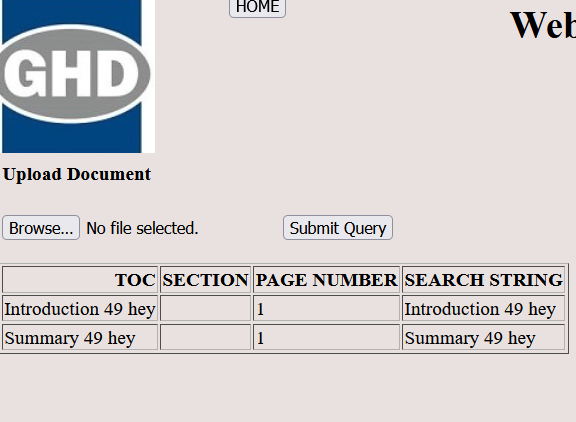 HOME
Web
GHD
Upload Document
Browse... No file selected. Submit Query
TOC SECTION PAGE NUMBER SEARCH STRING
Introduction 49 hey 1 Introduction 49 hey
Summary 49 hey 1 Summary 49 hey